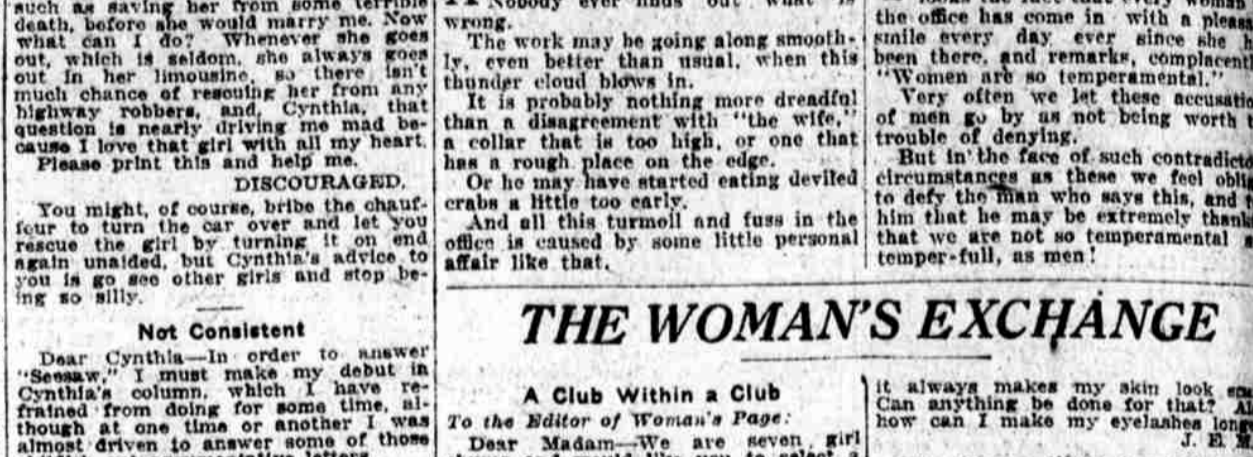 such as saving her from some terrible
death, before she would marry me. Now
what can I do? Whenever she goes
out, which is seldom, she always goes
out in her limousine, so there isn't
much chance of rescuing her from any
highway robbers, and, Cynthia, that
question is nearly driving me mad be-
cause I love that girl with all my heart.
Please print this and help me.
DISCOURAGED.
You might, of course, bribe the chauf-
feur to turn the car over and let you
rescue the girl by turning it on end
again unaided, but Cynthia's advice to
you is go see other girls and stop be-
ing so silly.
Not Consistent
Dear Cynthia—In order to answer
"Seesaw," I must make my debut in
Cynthia's column, which I have re-
frained from doing for some time, al-
though at one time or another I was
almost driven to answer some of those
letters
Nobody ever finds out what is
wrong.
The work may be going along smooth-
ly, even better than usual, when this
thunder cloud blows in.
It is probably nothing more dreadful
than a disagreement with "the wife,"
a collar that is too high, or one that
has a rough place on the edge.
Or he may have started eating deviled
crabs a little too early.
And all this turmoil and fuss in the
office is caused by some little personal
affair like that.
the fact that every woman
the office has come in with a
smile every day ever since she
been there, and remarks,
"Women are so temperamental."
Very often we let these
of men go by as not being worth
trouble of denying.
But in the face of such
circumstances as these we feel
to defy the man who says this, and
him that he may be extremely
that we are not so temperamental
temper-full, as men!
THE WOMAN'S EXCHANGE
A Club Within a Club
To the Editor of Woman's Page:
Dear Madam—We are seven girl
would like you to select a
it always makes my skin look
Can anything be done for that?
how can I make my eyelashes
J. E. M.